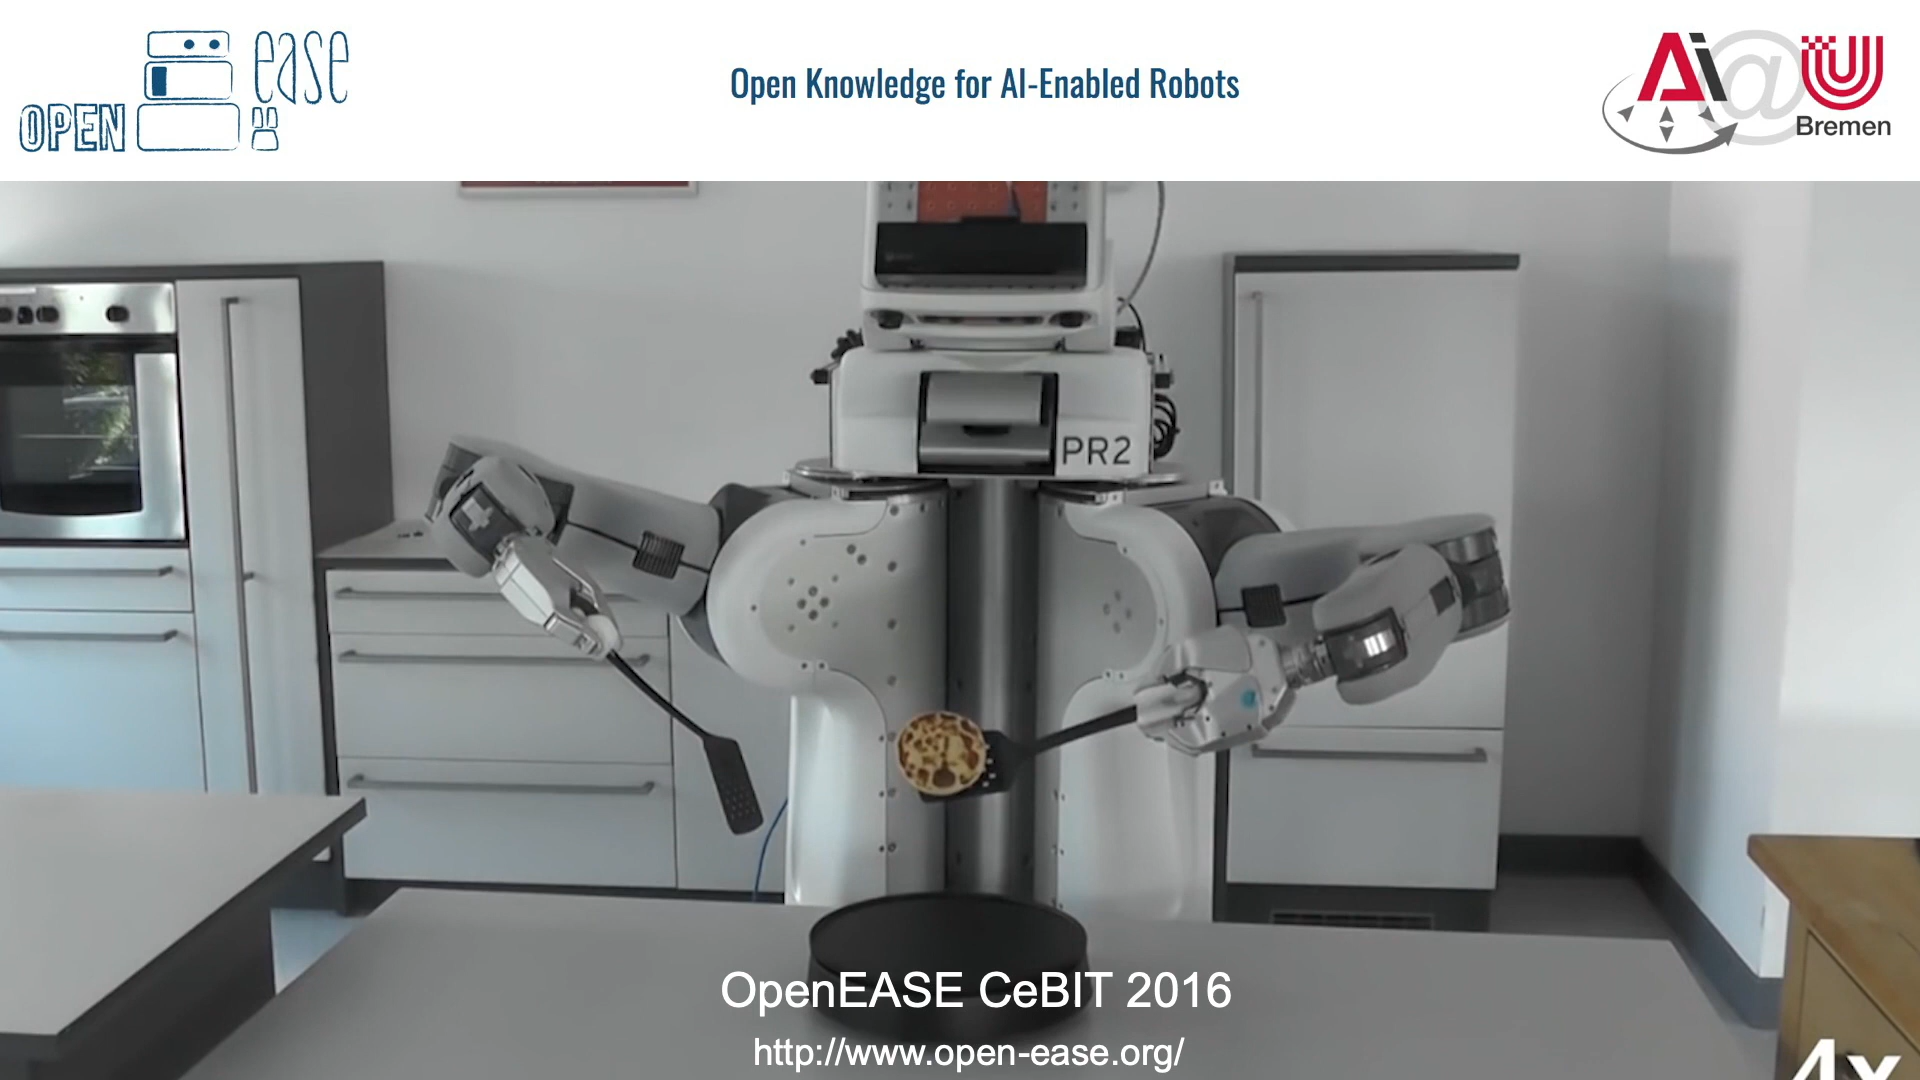 OPEN ease
Open Knowledge for AI-Enabled Robots
Ai@U
Bremen
PR2
OpenEASE CeBIT 2016
http://www.open-ease.org/
4x